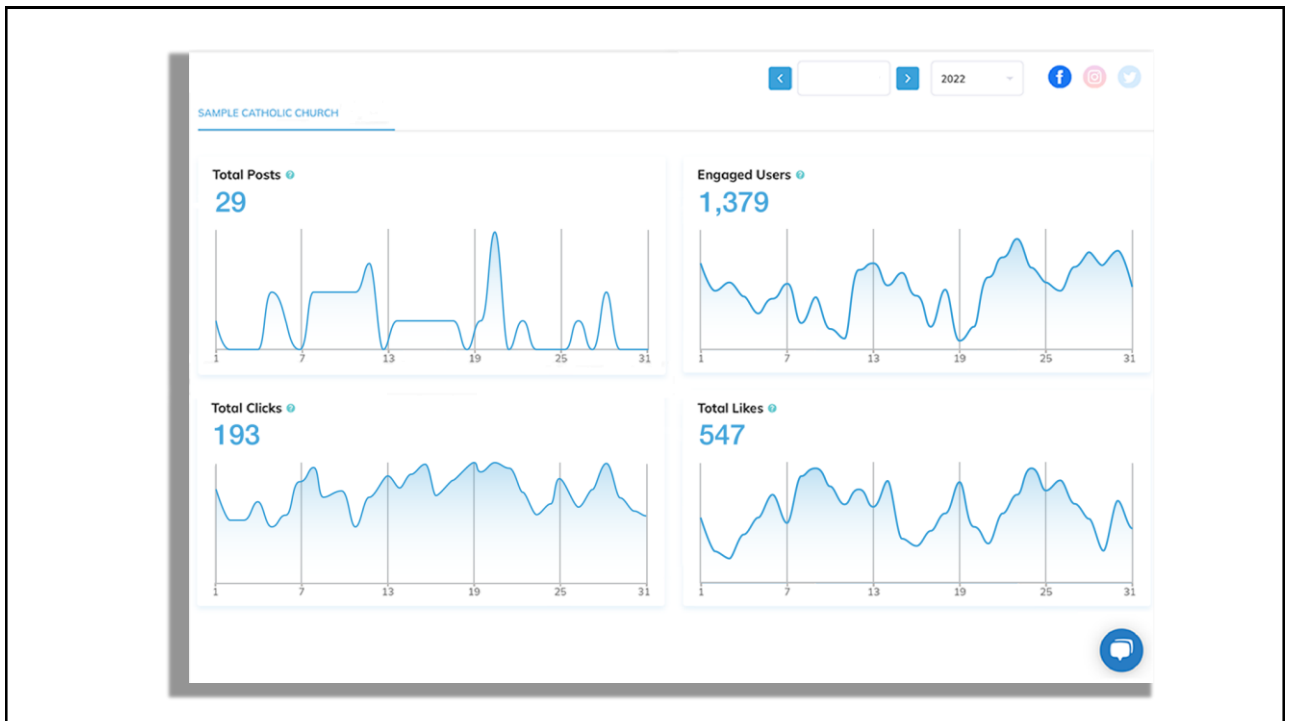 2022
SAMPLE CATHOLIC CHURCH
Total Posts ?
29
1 7 13 19 25 31
Engaged Users ?
1,379
1 7 13 19 25 31
Total Clicks ?
193
1 7 13 19 25 31
Total Likes ?
547
1 7 13 19 25 31